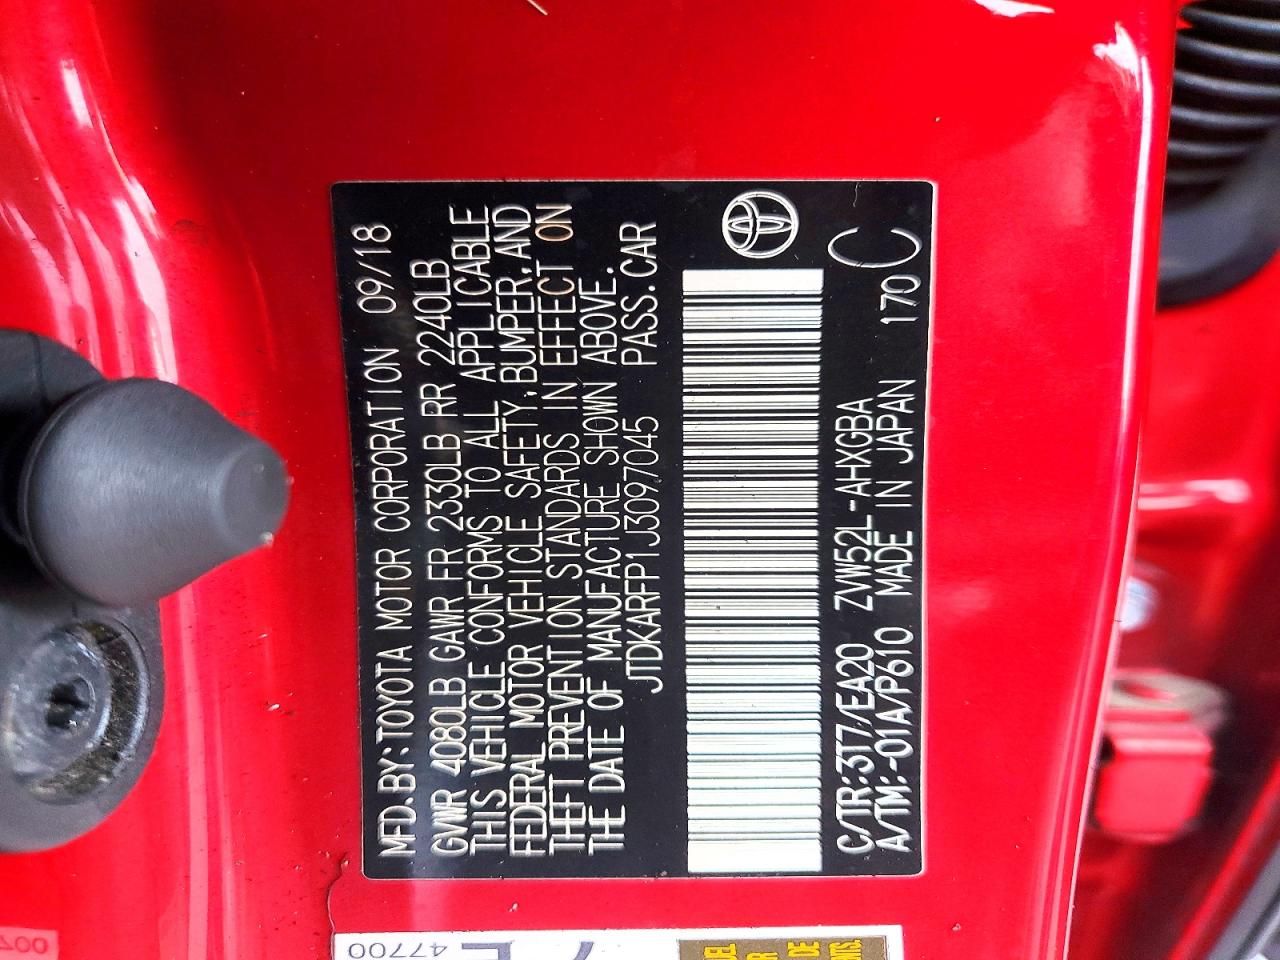 MFD.BY:TOYOTA MOTOR CORPORATION 09/18
GVWR 4080LB GAWR FR 2330LB RR 2240LB
THIS VEHICLE CONFORMS TO ALL APPLICABLE
FEDERAL MOTOR VEHICLE SAFETY,BUMPER,AND
THEFT PREVENTION STANDARDS IN EFFECT ON
THE DATE OF MANUFACTURE SHOWN ABOVE.
JTDKARFP1J3097045 PASS.CAR
C/TR:3T7/EA20 ZVW52L-AHXGBA
A/TM:-01A/P610 MADE IN JAPAN 170 C
47700
DE